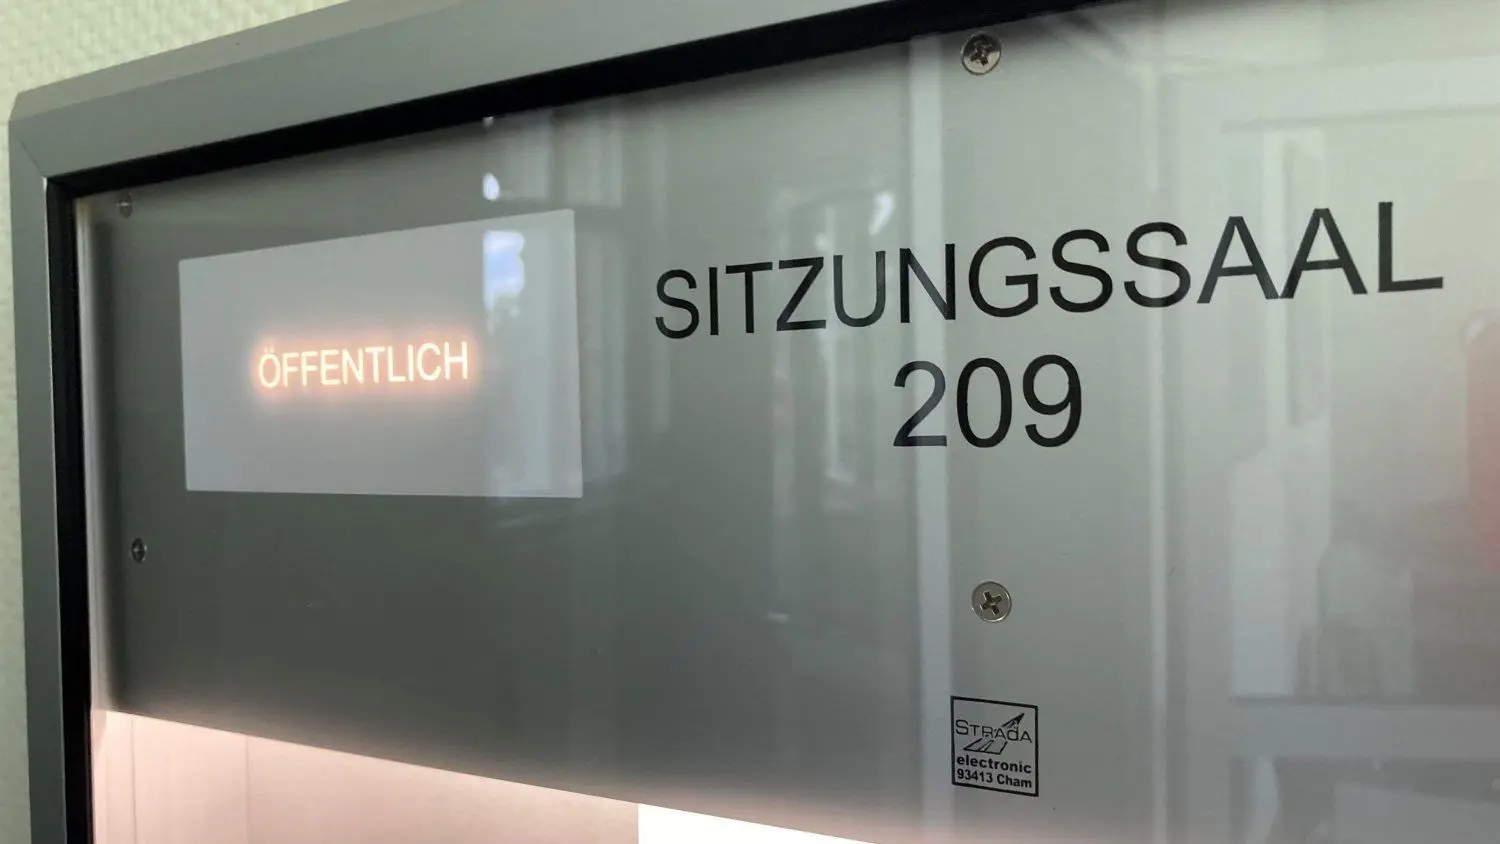 ÖFFENTLICH
SITZUNGSSAAL
209
STRADA
electronic
93413 Cham